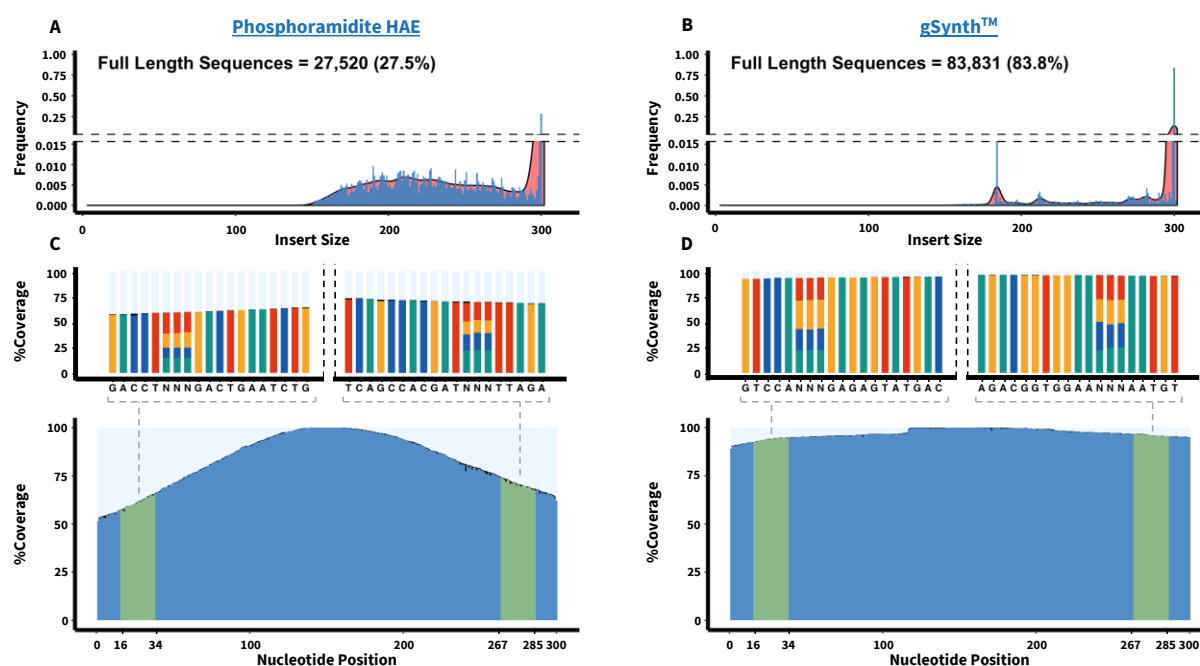 A
Phosphoramidite HAE
Full Length Sequences = 27,520 (27.5%)
Frequency
1.00
0.75
0.50
0.25
0.015
0.010
0.005
0.000
0 100 200 300
Insert Size
B
gSynth™
Full Length Sequences = 83,831 (83.8%)
Frequency
1.00
0.75
0.50
0.25
0.015
0.010
0.005
0.000
0 100 200 300
Insert Size
C
%Coverage
100
75
50
25
0
GACCTNNNGACTGAATCTG TCAGCCACGATNNNTTAGA
%Coverage
100
75
50
25
0
0 16 34 100 200 267 285 300
Nucleotide Position
D
%Coverage
100
75
50
25
0
GTCCANNNGAGAGTATGAC AGACGGTGGAANNNAATGT
%Coverage
100
75
50
25
0
0 16 34 100 200 267 285 300
Nucleotide Position